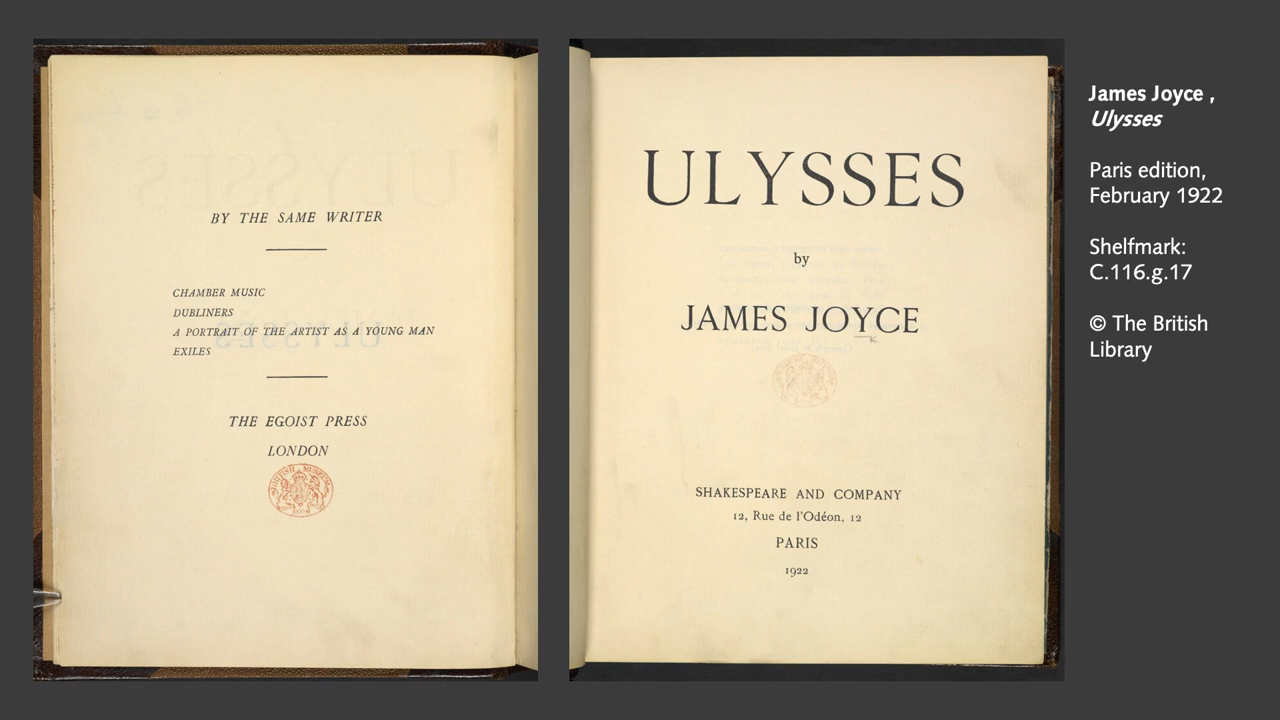 BY THE SAME WRITER
CHAMBER MUSIC
DUBLINERS
A PORTRAIT OF THE ARTIST AS A YOUNG MAN
EXILES
THE EGOIST PRESS
LONDON
BRITISH MUSEUM
ULYSSES
by
JAMES JOYCE
SHAKESPEARE AND COMPANY
12, Rue de l'Odéon, 12
PARIS
1922
James Joyce ,
Ulysses
Paris edition,
February 1922
Shelfmark:
C.116.g.17
© The British
Library